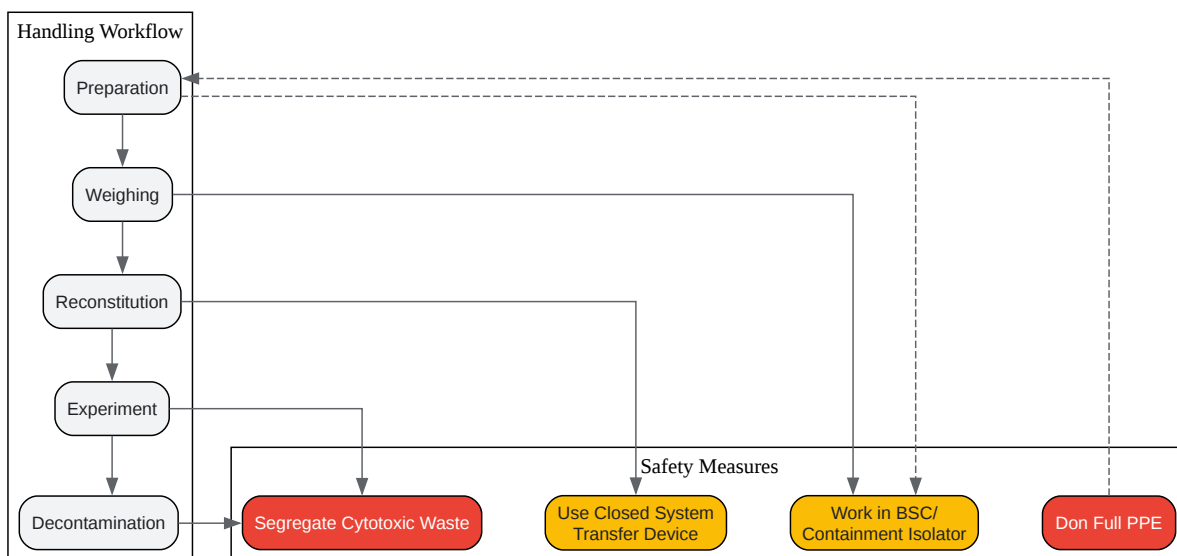 Handling Workflow
Preparation
Weighing
Reconstitution
Experiment
Decontamination
Safety Measures
Segregate Cytotoxic Waste
Use Closed System
Transfer Device
Work in BSC/
Containment Isolator
Don Full PPE